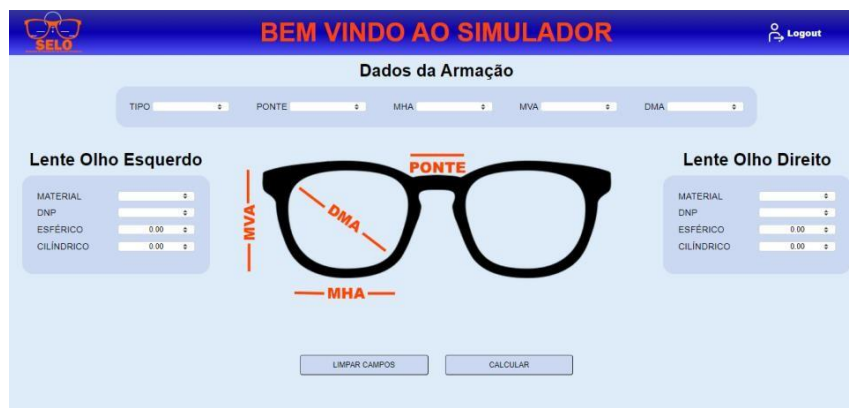 SELO
BEM VINDO AO SIMULADOR
Logout
Dados da Armação
TIPO PONTE MHA MVA DMA
Lente Olho Esquerdo
MATERIAL
DNP
ESFÉRICO 0.00
CILÍNDRICO 0.00
PONTE
MVA
DMA
MHA
Lente Olho Direito
MATERIAL
DNP
ESFÉRICO 0.00
CILÍNDRICO 0.00
LIMPAR CAMPOS CALCULAR